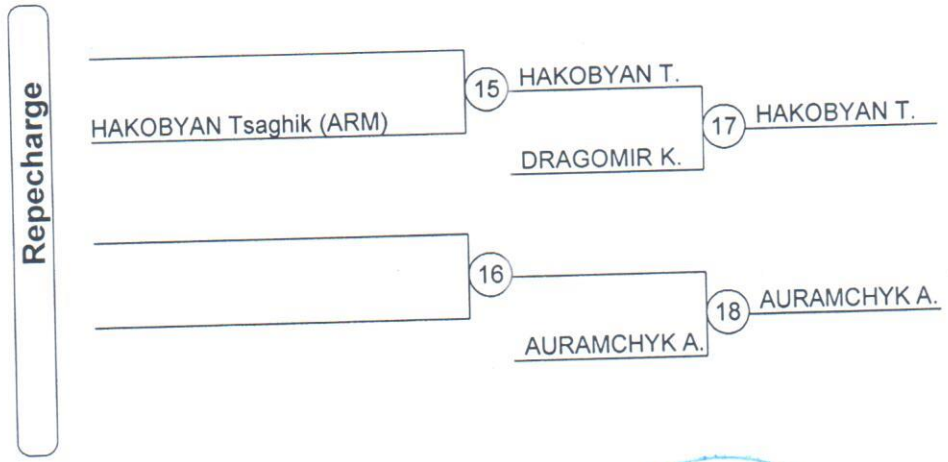 Repecharge
HAKOBYAN Tsaghik (ARM)
15
HAKOBYAN T.
DRAGOMIR K.
17
HAKOBYAN T.
16
AURAMCHYK A.
18
AURAMCHYK A.